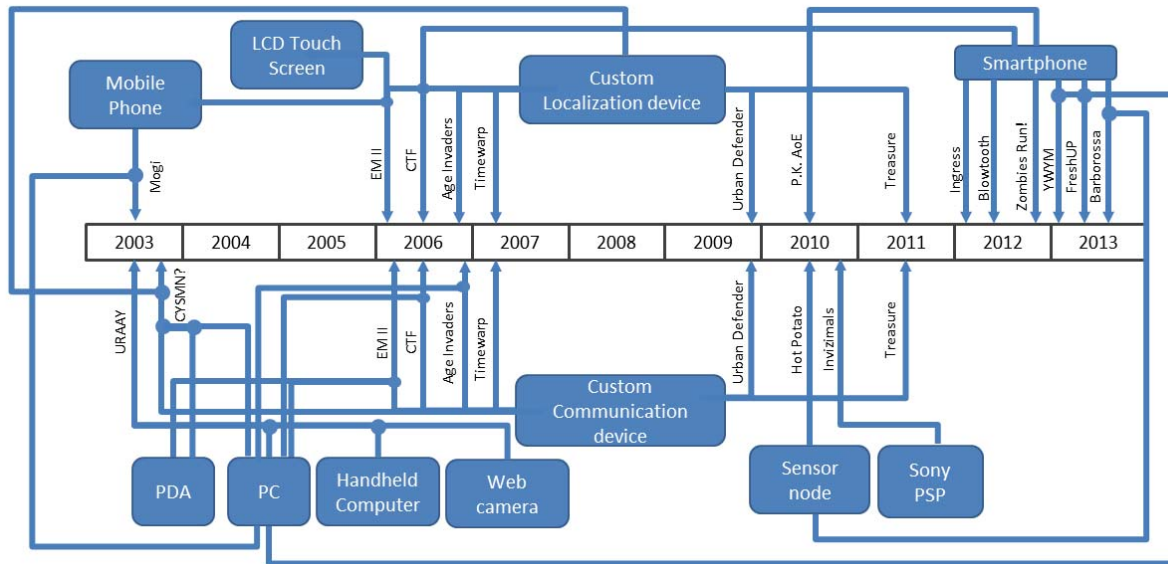 LCD Touch
Screen
Mobile
Phone
Custom
Localization device
Smartphone
Mogi
EM II
CTF
Age Invaders
Timewarp
Urban Defender
P.K. AoE
Treasure
Ingress
Blowtooth
Zombies Run!
YWYM
FreshUP
Barborossa
2003 2004 2005 2006 2007 2008 2009 2010 2011 2012 2013
URAAY
CYSMN?
EM II
CTF
Age Invaders
Timewarp
Urban Defender
Hot Potato
Invizimals
Treasure
Custom
Communication
device
PDA
PC
Handheld
Computer
Web
camera
Sensor
node
Sony
PSP